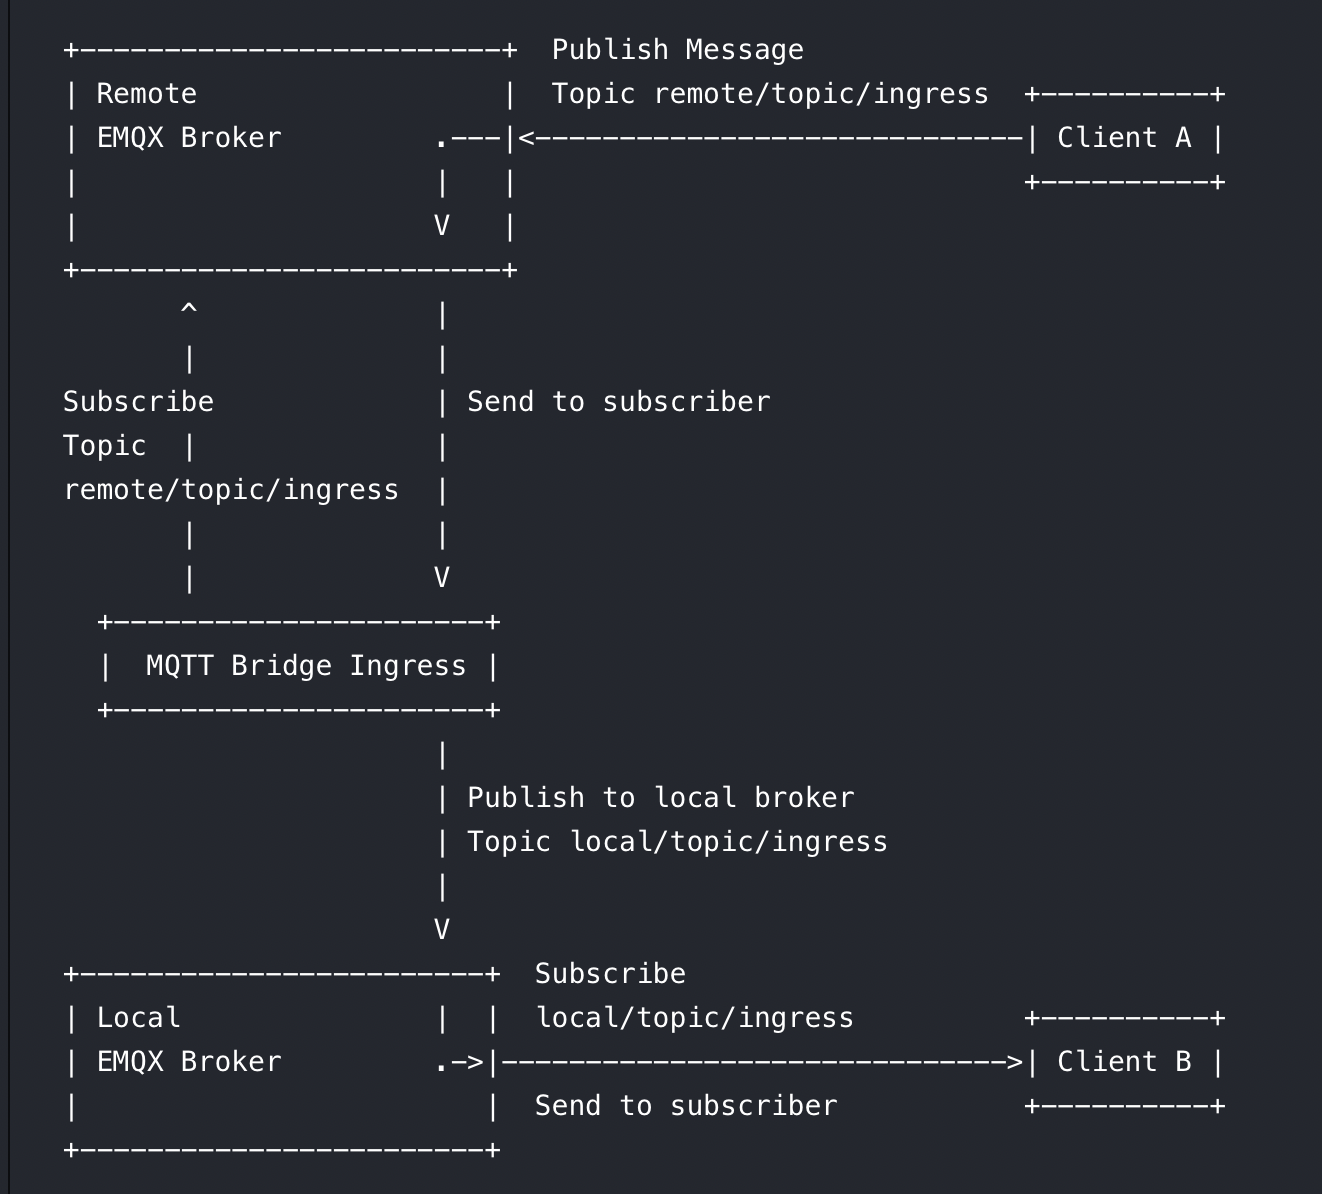 Publish Message
Remote
Topic remote/topic/ingress
EMQX Broker
Client A
V
Subscribe
Send to subscriber
Topic
remote/topic/ingress
V
MQTT Bridge Ingress
Publish to local broker
Topic local/topic/ingress
V
Subscribe
Local
local/topic/ingress
EMQX Broker
Client B
Send to subscriber